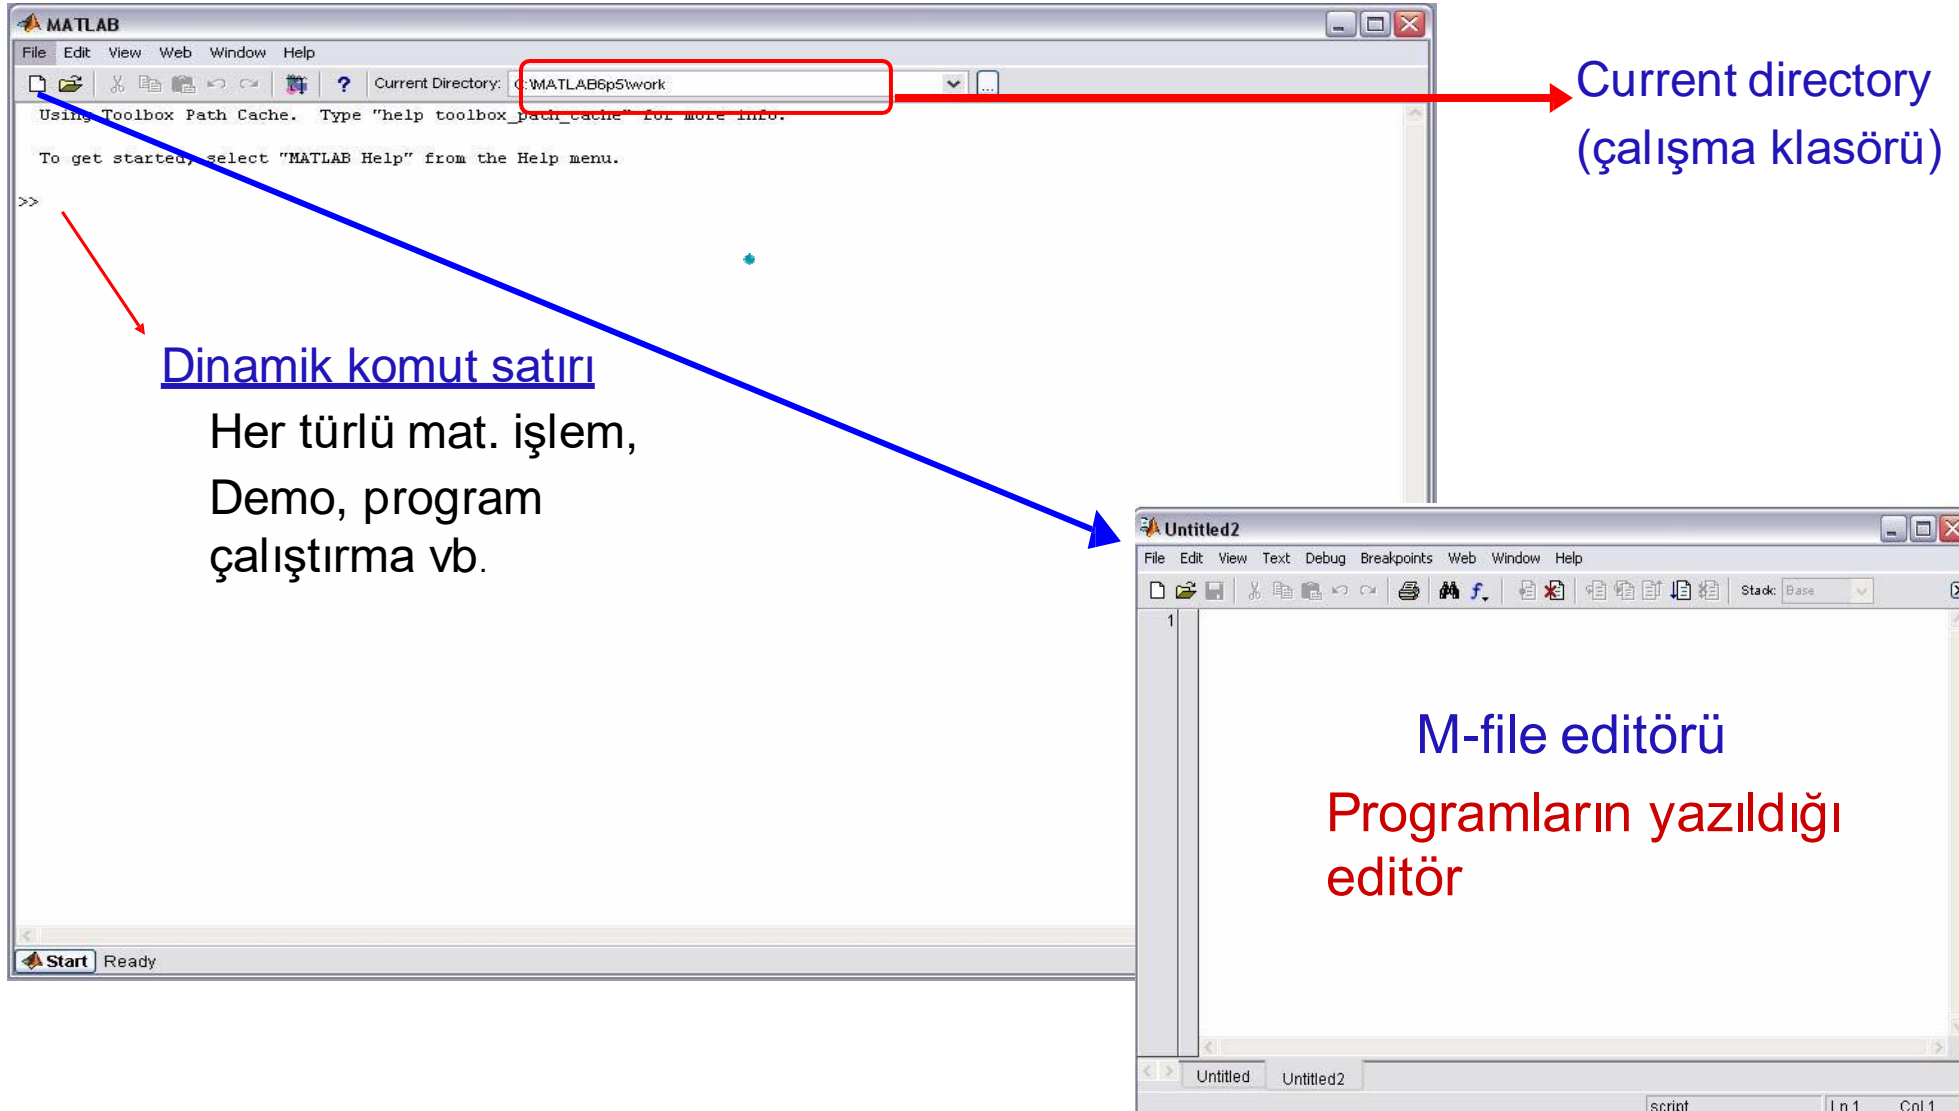 MATLAB
File Edit View Web Window Help
? Current Directory: C:\MATLAB6p5\work ...
Using Toolbox Path Cache. Type "help toolbox_path_cache" for more info.
To get started, select "MATLAB Help" from the Help menu.
>>
Current directory
(çalışma klasörü)
Dinamik komut satırı
Her türlü mat. işlem,
Demo, program
çalıştırma vb.
Start Ready
Untitled2
File Edit View Text Debug Breakpoints Web Window Help
Stack: Base
1
M-file editörü
Programların yazıldığı
editör
Untitled Untitled2
script Ln 1 Col 1